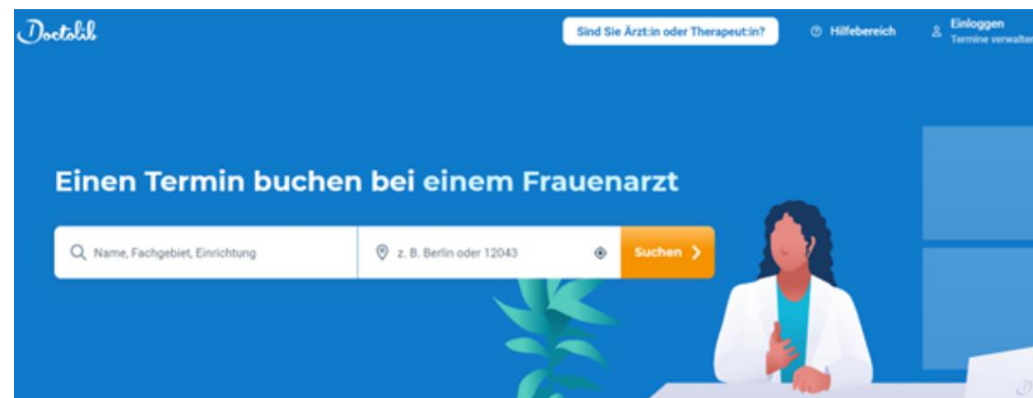 Doctolib
Sind Sie Ärzt:in oder Therapeut:in?
Hilfebereich
Einloggen
Termine verwalten
Einen Termin buchen bei einem Frauenarzt
Name, Fachgebiet, Einrichtung
z. B. Berlin oder 12043
Suchen
D